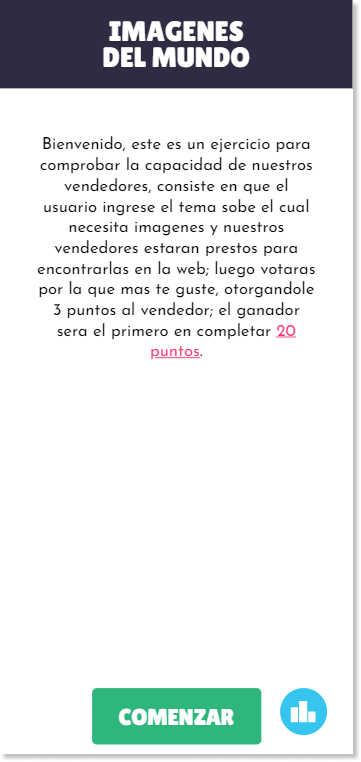 IMAGENES
DEL MUNDO
Bienvenido, este es un ejercicio para
comprobar la capacidad de nuestros
vendedores, consiste en que el
usuario ingrese el tema sobe el cual
necesita imagenes y nuestros
vendedores estaran prestos para
encontrarlas en la web; luego votaras
por la que mas te guste, otorgandole
3 puntos al vendedor; el ganador
sera el primero en completar 20
puntos.
COMENZAR